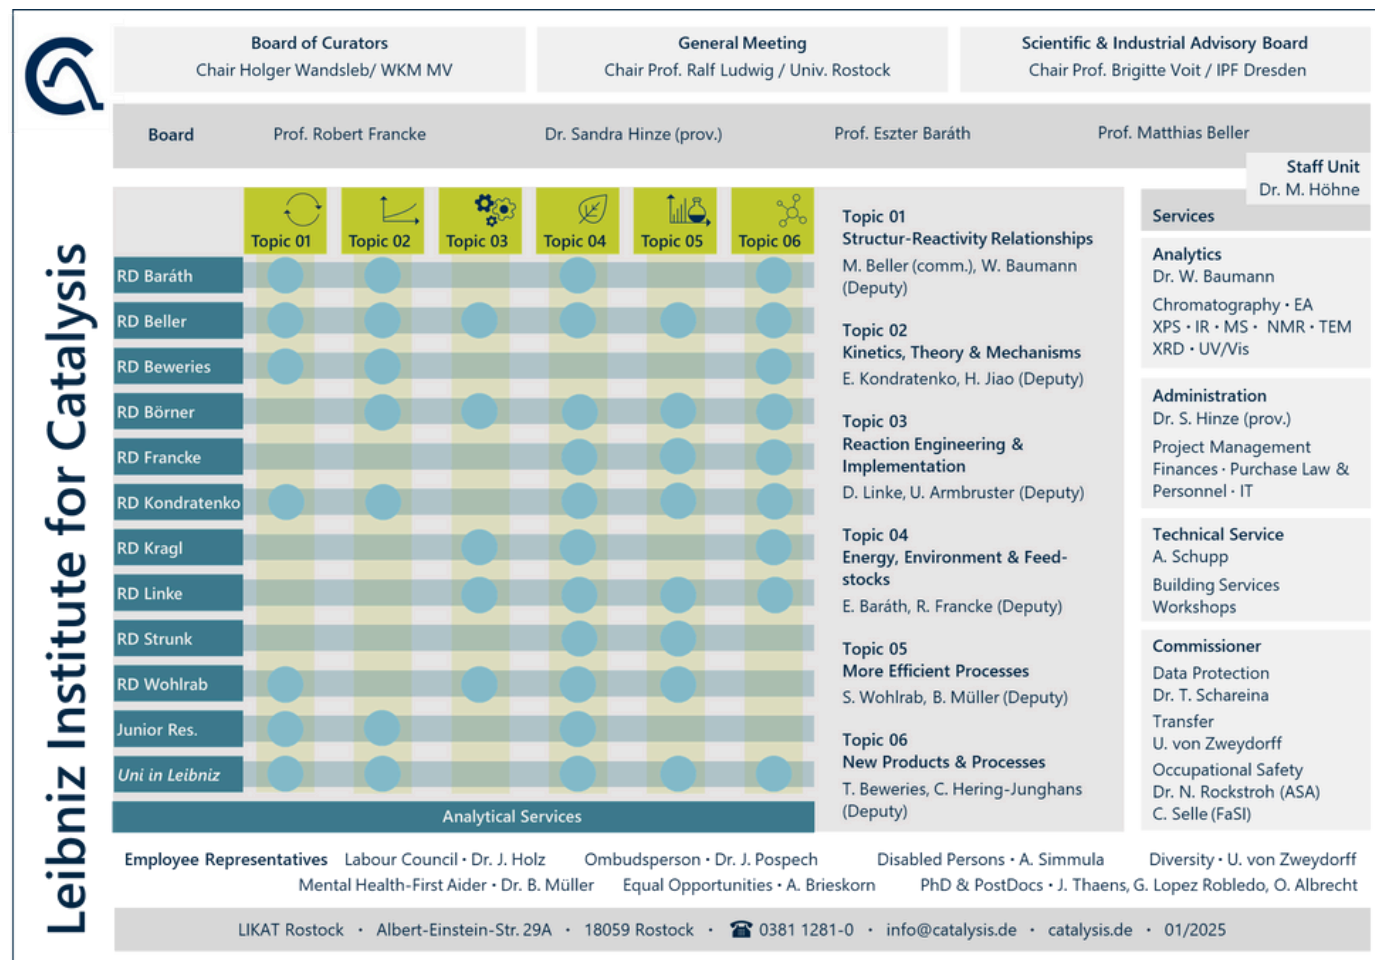 Leibniz Institute for Catalysis
Board of Curators
Chair Holger Wandsleb/ WKM MV
General Meeting
Chair Prof. Ralf Ludwig / Univ. Rostock
Scientific & Industrial Advisory Board
Chair Prof. Brigitte Voit / IPF Dresden
Board Prof. Robert Francke Dr. Sandra Hinze (prov.) Prof. Eszter Baráth Prof. Matthias Beller
Staff Unit
Dr. M. Höhne
Topic 01 Topic 02 Topic 03 Topic 04 Topic 05 Topic 06
RD Baráth
RD Beller
RD Beweries
RD Börner
RD Francke
RD Kondratenko
RD Kragl
RD Linke
RD Strunk
RD Wohlrab
Junior Res.
Uni in Leibniz
Analytical Services
Topic 01
Structur-Reactivity Relationships
M. Beller (comm.), W. Baumann
(Deputy)
Topic 02
Kinetics, Theory & Mechanisms
E. Kondratenko, H. Jiao (Deputy)
Topic 03
Reaction Engineering &
Implementation
D. Linke, U. Armbruster (Deputy)
Topic 04
Energy, Environment & Feed-
stocks
E. Baráth, R. Francke (Deputy)
Topic 05
More Efficient Processes
S. Wohlrab, B. Müller (Deputy)
Topic 06
New Products & Processes
T. Beweries, C. Hering-Junghans
(Deputy)
Services
Analytics
Dr. W. Baumann
Chromatography · EA
XPS · IR · MS · NMR · TEM
XRD · UV/Vis
Administration
Dr. S. Hinze (prov.)
Project Management
Finances · Purchase Law &
Personnel · IT
Technical Service
A. Schupp
Building Services
Workshops
Commissioner
Data Protection
Dr. T. Schareina
Transfer
U. von Zweydorff
Occupational Safety
Dr. N. Rockstroh (ASA)
C. Selle (FaSI)
Employee Representatives Labour Council · Dr. J. Holz Ombudsperson · Dr. J. Pospech Disabled Persons · A. Simmula Diversity · U. von Zweydorff
Mental Health-First Aider · Dr. B. Müller Equal Opportunities · A. Brieskorn PhD & PostDocs · J. Thaens, G. Lopez Robledo, O. Albrecht
LIKAT Rostock · Albert-Einstein-Str. 29A · 18059 Rostock · ☎ 0381 1281-0 · info@catalysis.de · catalysis.de · 01/2025